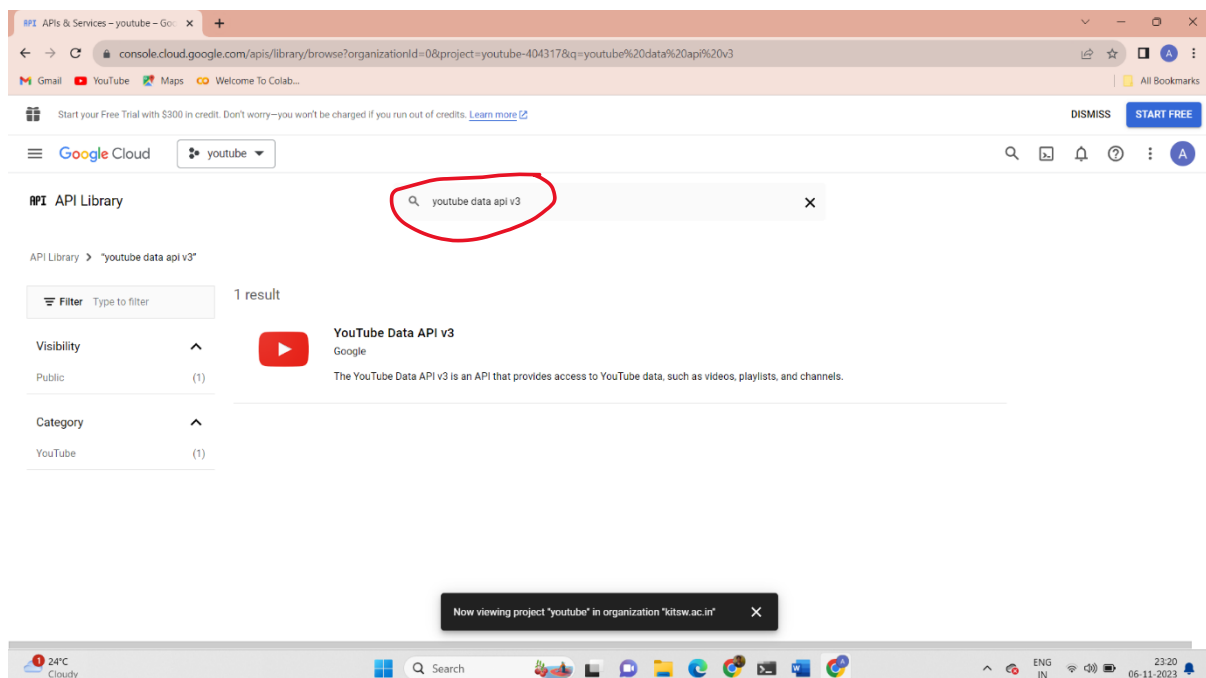 API APIs & Services – youtube – Goo
console.cloud.google.com/apis/library/browse?organizationId=0&project=youtube-404317&q=youtube%20data%20api%20v3
A
Gmail YouTube Maps Welcome To Colab... All Bookmarks
Start your Free Trial with $300 in credit. Don't worry—you won't be charged if you run out of credits. Learn more DISMISS START FREE
Google Cloud youtube A
API API Library youtube data api v3
API Library > "youtube data api v3"
Filter Type to filter
1 result
Visibility
Public (1)
Category
YouTube (1)
YouTube Data API v3
Google
The YouTube Data API v3 is an API that provides access to YouTube data, such as videos, playlists, and channels.
Now viewing project "youtube" in organization "kitsw.ac.in"
1 24°C
Cloudy
Search
ENG
IN
23:20
06-11-2023